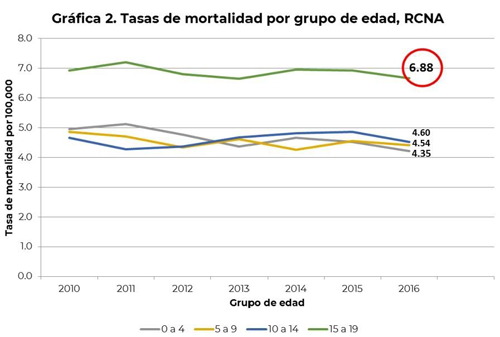 Gráfica 2. Tasas de mortalidad por grupo de edad, RCNA
Tasa de mortalidad por 100,000
8.0
7.0
6.0
5.0
4.0
3.0
2.0
1.0
0.0
6.88
4.60
4.54
4.35
2010 2011 2012 2013 2014 2015 2016
Grupo de edad
0 a 4 5 a 9 10 a 14 15 a 19